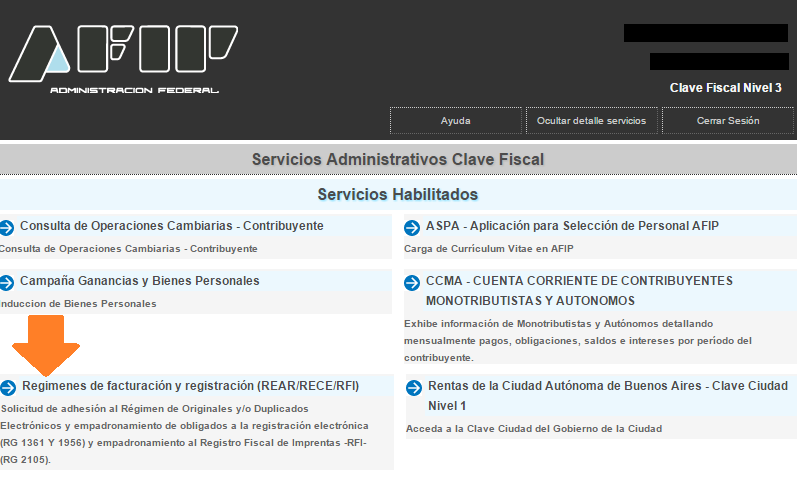 AFIP
ADMINISTRACION FEDERAL
Clave Fiscal Nivel 3
Ayuda
Ocultar detalle servicios
Cerrar Sesión
Servicios Administrativos Clave Fiscal
Servicios Habilitados
Consulta de Operaciones Cambiarias - Contribuyente
Consulta de Operaciones Cambiarias - Contribuyente
ASPA - Aplicación para Selección de Personal AFIP
Carga de Currículum Vitae en AFIP
Campaña Ganancias y Bienes Personales
Induccion de Bienes Personales
CCMA - CUENTA CORRIENTE DE CONTRIBUYENTES
MONOTRIBUTISTAS Y AUTONOMOS
Exhibe información de Monotributistas y Autónomos detallando
mensualmente pagos, obligaciones, saldos e intereses por período del
contribuyente.
Regimenes de facturación y registración (REAR/RECE/RFI)
Solicitud de adhesión al Régimen de Originales y/o Duplicados
Electrónicos y empadronamiento de obligados a la registración electrónica
(RG 1361 Y 1956) y empadronamiento al Registro Fiscal de Imprentas -RFI-
(RG 2105).
Rentas de la Ciudad Autónoma de Buenos Aires - Clave Ciudad
Nivel 1
Acceda a la Clave Ciudad del Gobierno de la Ciudad